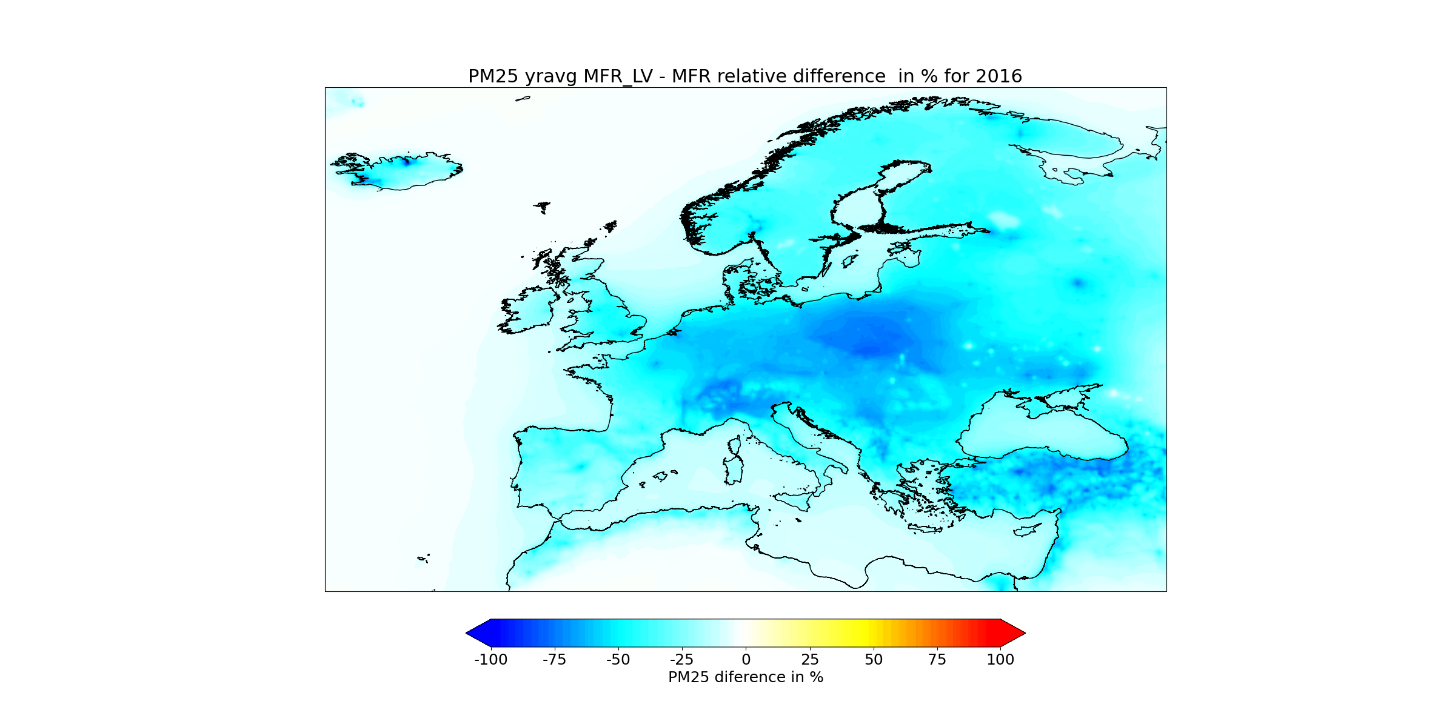 PM25 yravg MFR_LV - MFR relative difference  in % for 2016
-100 -75 -50 -25 0 25 50 75 100
PM25 diference in %